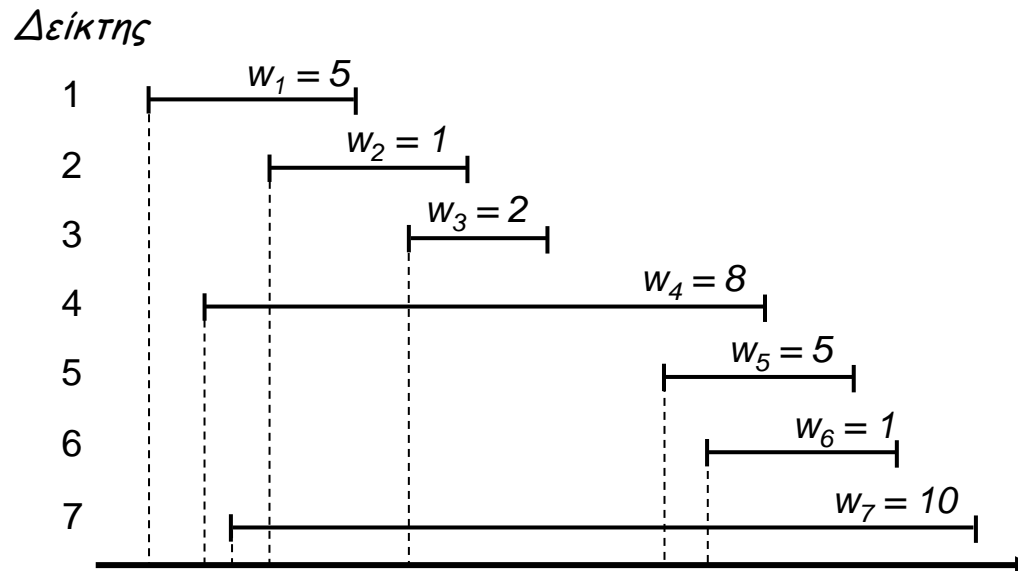 Δείκτης
1 w₁ = 5
2 w₂ = 1
3 w₃ = 2
4 w₄ = 8
5 w₅ = 5
6 w₆ = 1
7 w₇ = 10